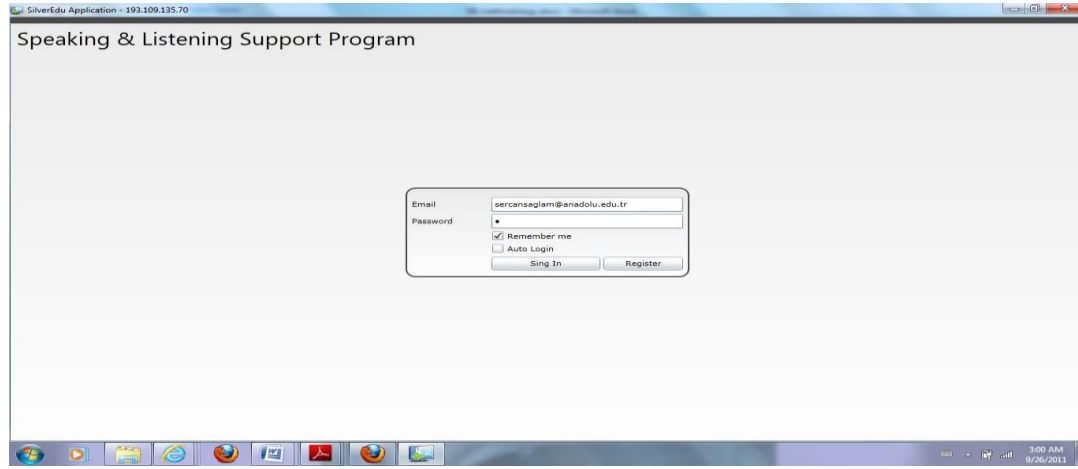 SilverEdu Application - 193.109.135.70
Speaking & Listening Support Program
Email
sercansaglam@anadolu.edu.tr
Password
•
Remember me
Auto Login
Sing In
Register
3:00 AM
9/26/2011